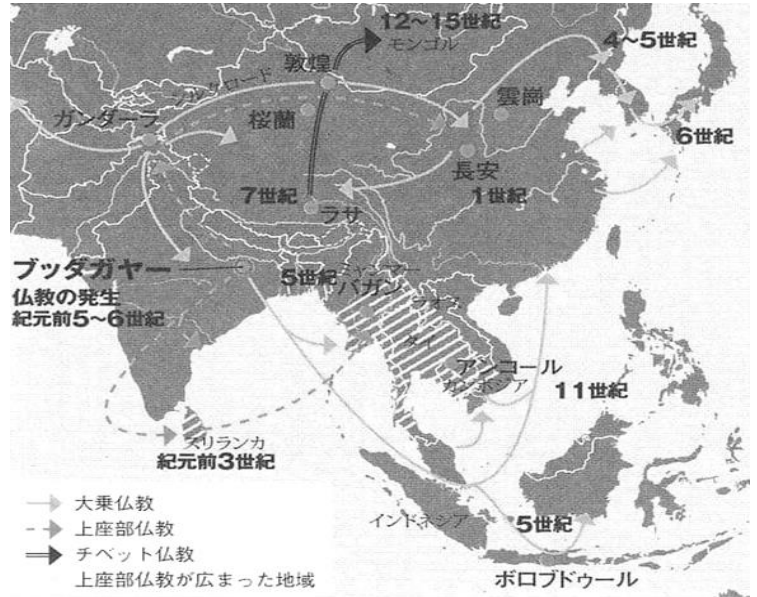 12〜15世紀
モンゴル
4〜5世紀
敦煌
シルクロード
雲崗
ガンダーラ
桜蘭
6世紀
長安
7世紀
1世紀
ラサ
ブッダガヤー
仏教の発生
紀元前5〜6世紀
5世紀
ミャンマー
バガン
ラオス
タイ
アンコール
カンボジア
11世紀
スリランカ
紀元前3世紀
大乗仏教
上座部仏教
チベット仏教
上座部仏教が広まった地域
インドネシア
5世紀
ボロブドゥール